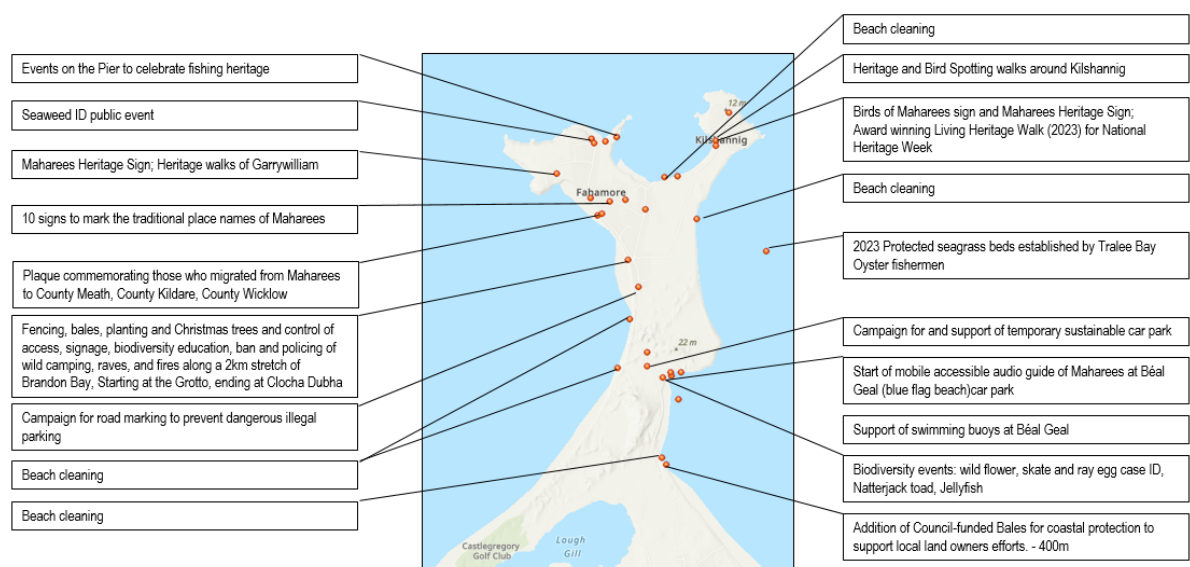 Events on the Pier to celebrate fishing heritage
Seaweed ID public event
Maharees Heritage Sign; Heritage walks of Garrywilliam
10 signs to mark the traditional place names of Maharees
Plaque commemorating those who migrated from Maharees
to County Meath, County Kildare, County Wicklow
Fencing, bales, planting and Christmas trees and control of
access, signage, biodiversity education, ban and policing of
wild camping, raves, and fires along a 2km stretch of
Brandon Bay, Starting at the Grotto, ending at Clocha Dubha
Campaign for road marking to prevent dangerous illegal
parking
Beach cleaning
Beach cleaning
12 m
Kilshannig
Fahamore
22 m
Castlegregory
Golf Club
Lough
Gill
Beach cleaning
Heritage and Bird Spotting walks around Kilshannig
Birds of Maharees sign and Maharees Heritage Sign;
Award winning Living Heritage Walk (2023) for National
Heritage Week
Beach cleaning
2023 Protected seagrass beds established by Tralee Bay
Oyster fishermen
Campaign for and support of temporary sustainable car park
Start of mobile accessible audio guide of Maharees at Béal
Geal (blue flag beach)car park
Support of swimming buoys at Béal Geal
Biodiversity events: wild flower, skate and ray egg case ID,
Natterjack toad, Jellyfish
Addition of Council-funded Bales for coastal protection to
support local land owners efforts. - 400m